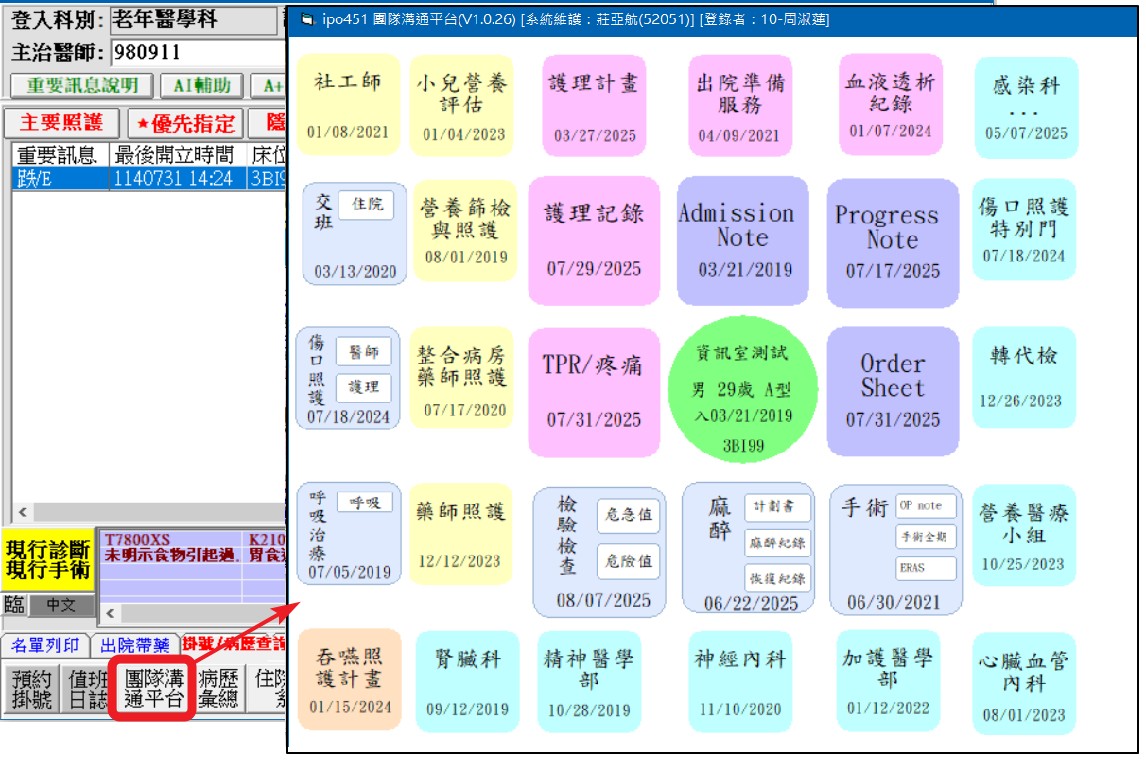 登入科別: 老年醫學科
主治醫師: 980911
重要訊息說明 AI輔助 A+
主要照護 ★優先指定
重要訊息 最後開立時間 床位
跌/E 1140731 14:24 3BI9
現行診斷
現行手術
T7800XS K210
未明示食物引起過. 胃食
臨 中文
名單列印 出院帶藥 掛號/病歷查詢
預約
掛號
值班
日誌
團隊溝
通平台
病歷
彙總
ipo451 團隊溝通平台(V1.0.26) [系統維護：莊亞航(52051)] [登錄者：10-周淑蓮]
社工師
01/08/2021
小兒營養
評估
01/04/2023
護理計畫
03/27/2025
出院準備
服務
04/09/2021
血液透析
紀錄
01/07/2024
感染科
...
05/07/2025
交班 住院
03/13/2020
營養篩檢
與照護
08/01/2019
護理記錄
07/29/2025
Admission
Note
03/21/2019
Progress
Note
07/17/2025
傷口照護
特別門
07/18/2024
傷口照護 醫師
護理
07/18/2024
整合病房
藥師照護
07/17/2020
TPR/疼痛
07/31/2025
資訊室測試
男 29歲 A型
入03/21/2019
3BI99
Order
Sheet
07/31/2025
轉代檢
12/26/2023
呼吸治療 呼吸
07/05/2019
藥師照護
12/12/2023
檢驗檢查 危急值
危險值
08/07/2025
麻醉 計劃書
麻醉紀錄
恢復紀錄
06/22/2025
手術 OP note
手術全期
ERAS
06/30/2021
營養醫療
小組
10/25/2023
吞嚥照
護計畫
01/15/2024
腎臟科
09/12/2019
精神醫學
部
10/28/2019
神經內科
11/10/2020
加護醫學
部
01/12/2022
心臟血管
內科
08/01/2023